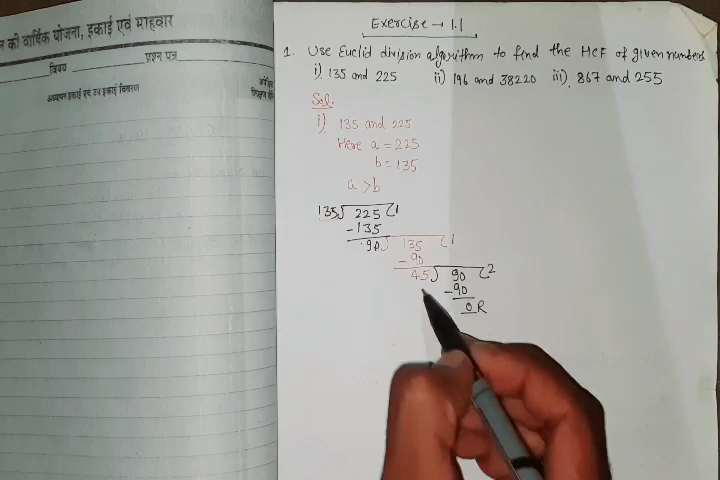 की वार्षिक योजना, इकाई एवं माहवार
विषय प्रश्न पत्र
अध्यापन इकाई एवं उप इकाई विवरण
Exercise → 1.1
1. Use Euclid division algorithm to find the HCF of given numbers
i) 135 and 225 ii) 196 and 38220 iii). 867 and 255
Sol.
i). 135 and 225
Here a = 225
b = 135
a > b
135) 225 (1
-135
90) 135 (1
-90
45) 90 (2
-90
0 R